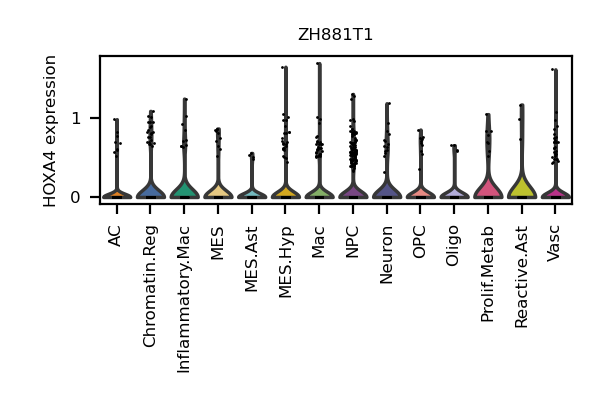 ZH881T1
HOXA4 expression
1
0
AC
Chromatin.Reg
Inflammatory.Mac
MES
MES.Ast
MES.Hyp
Mac
NPC
Neuron
OPC
Oligo
Prolif.Metab
Reactive.Ast
Vasc